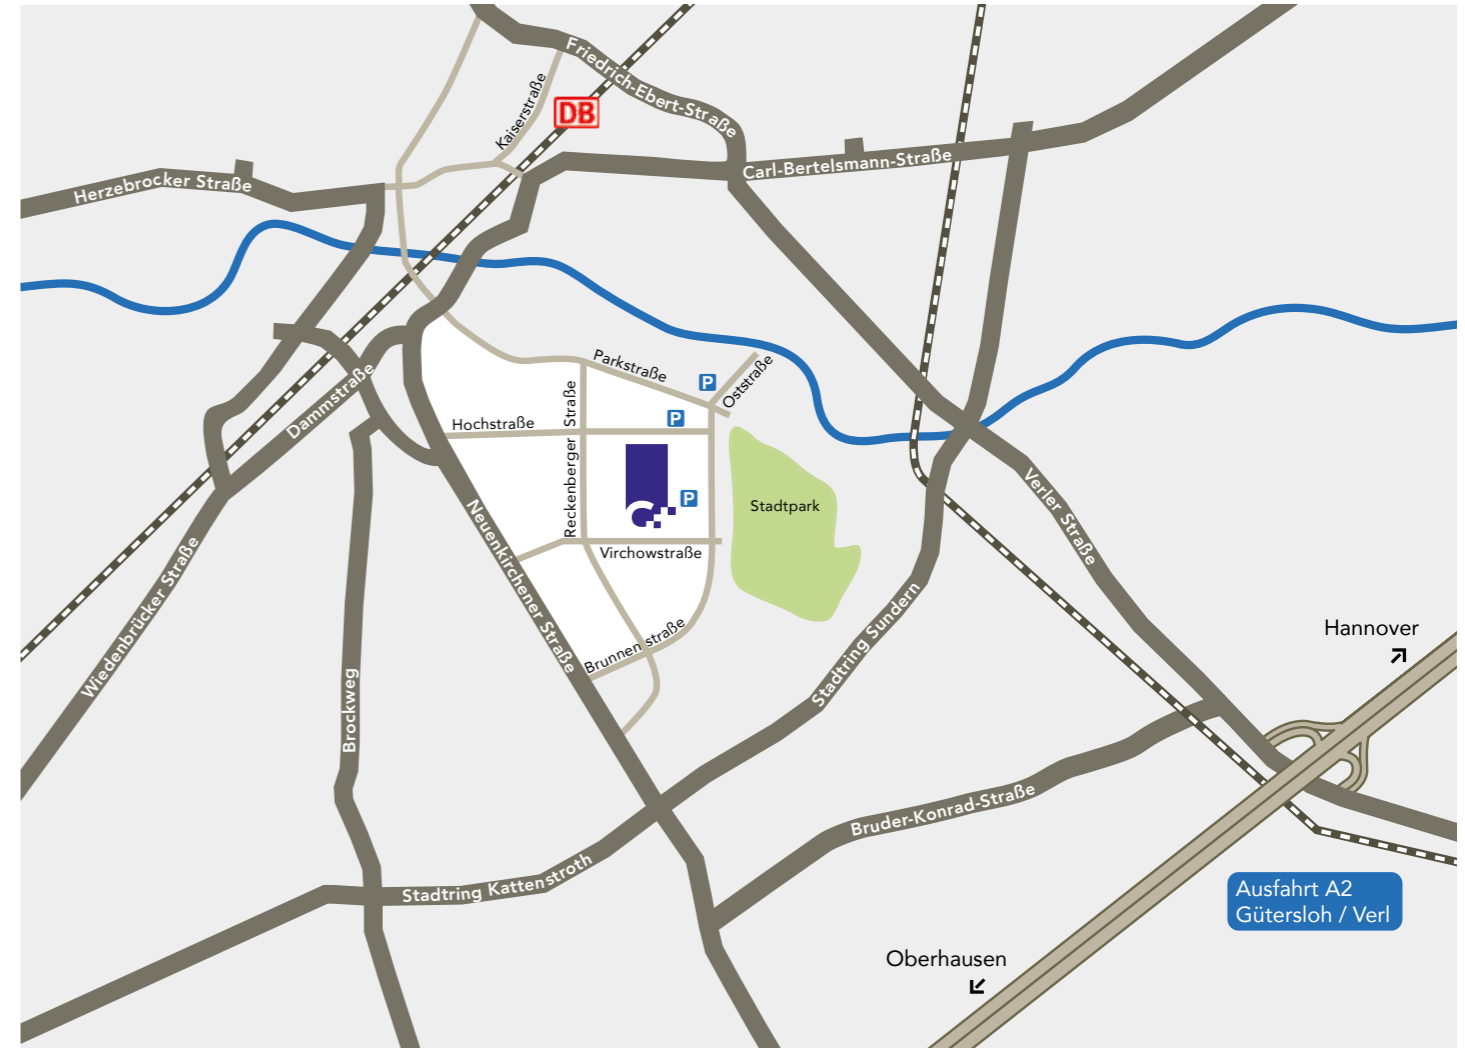 Friedrich-Ebert-Straße
Kaiserstraße
DB
Carl-Bertelsmann-Straße
Herzebrocker Straße
Parkstraße
P
Oststraße
Dammstraße
Hochstraße
P
Reckenberger Straße
P
Stadtpark
Virchowstraße
Neuenkirchener Straße
Verler Straße
Wiedenbrücker Straße
Brunnenstraße
Stadtring Sundern
Hannover
Brockweg
Bruder-Konrad-Straße
Stadtring Kattenstroth
Ausfahrt A2
Gütersloh / Verl
Oberhausen